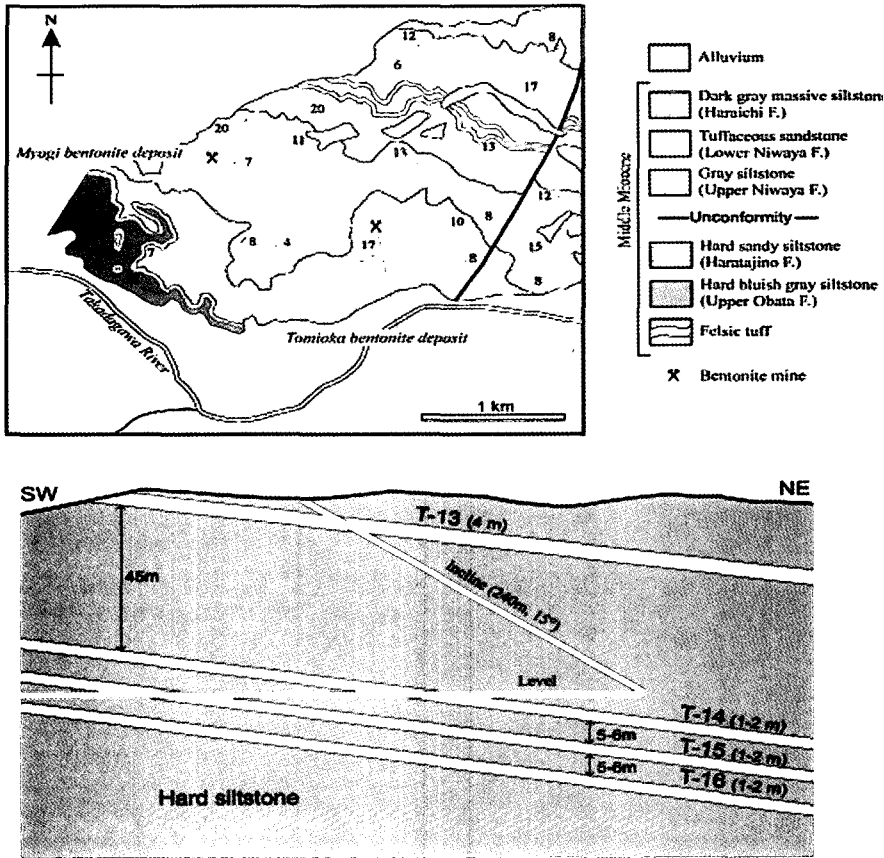 N
12
8
6
17
20
20
11
13
13
Myogi bentonite deposit
7
12
10
8
8
4
17
15
7
8
8
Tomioka bentonite deposit
Takadagawa River
1 km
Alluvium
Middle Miocene
Dark gray massive siltstone
(Haraichi F.)
Tuffaceous sandstone
(Lower Niwaya F.)
Gray siltstone
(Upper Niwaya F.)
Unconformity
Hard sandy siltstone
(Haratajino F.)
Hard bluish gray siltstone
(Upper Obata F.)
Felsic tuff
Bentonite mine
SW
NE
T-13 (4 m)
45m
Incline (240m, 15°)
Level
T-14 (1-2 m)
5-6m
T-15 (1-2 m)
5-6m
T-16 (1-2 m)
Hard siltstone